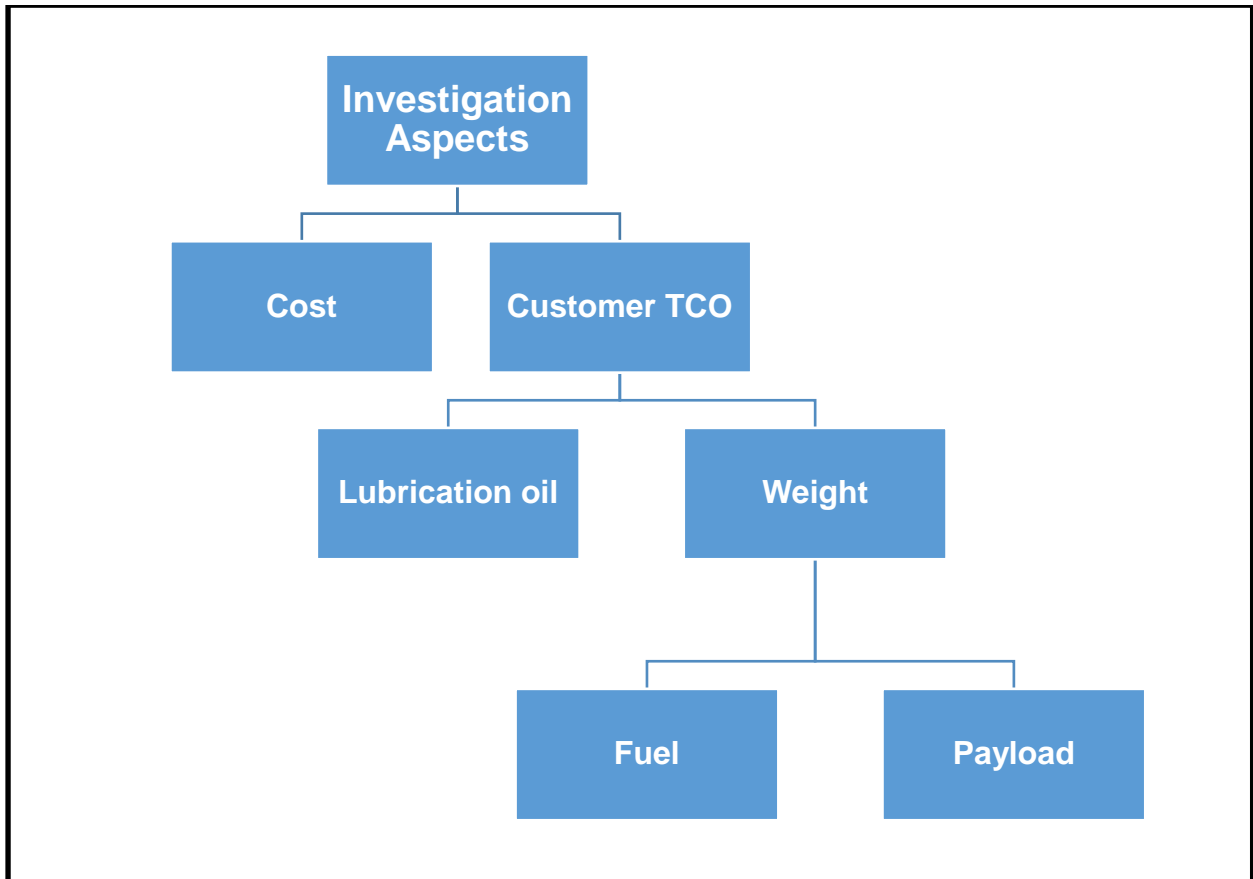 Investigation
Aspects
Cost
Customer TCO
Lubrication oil
Weight
Fuel
Payload